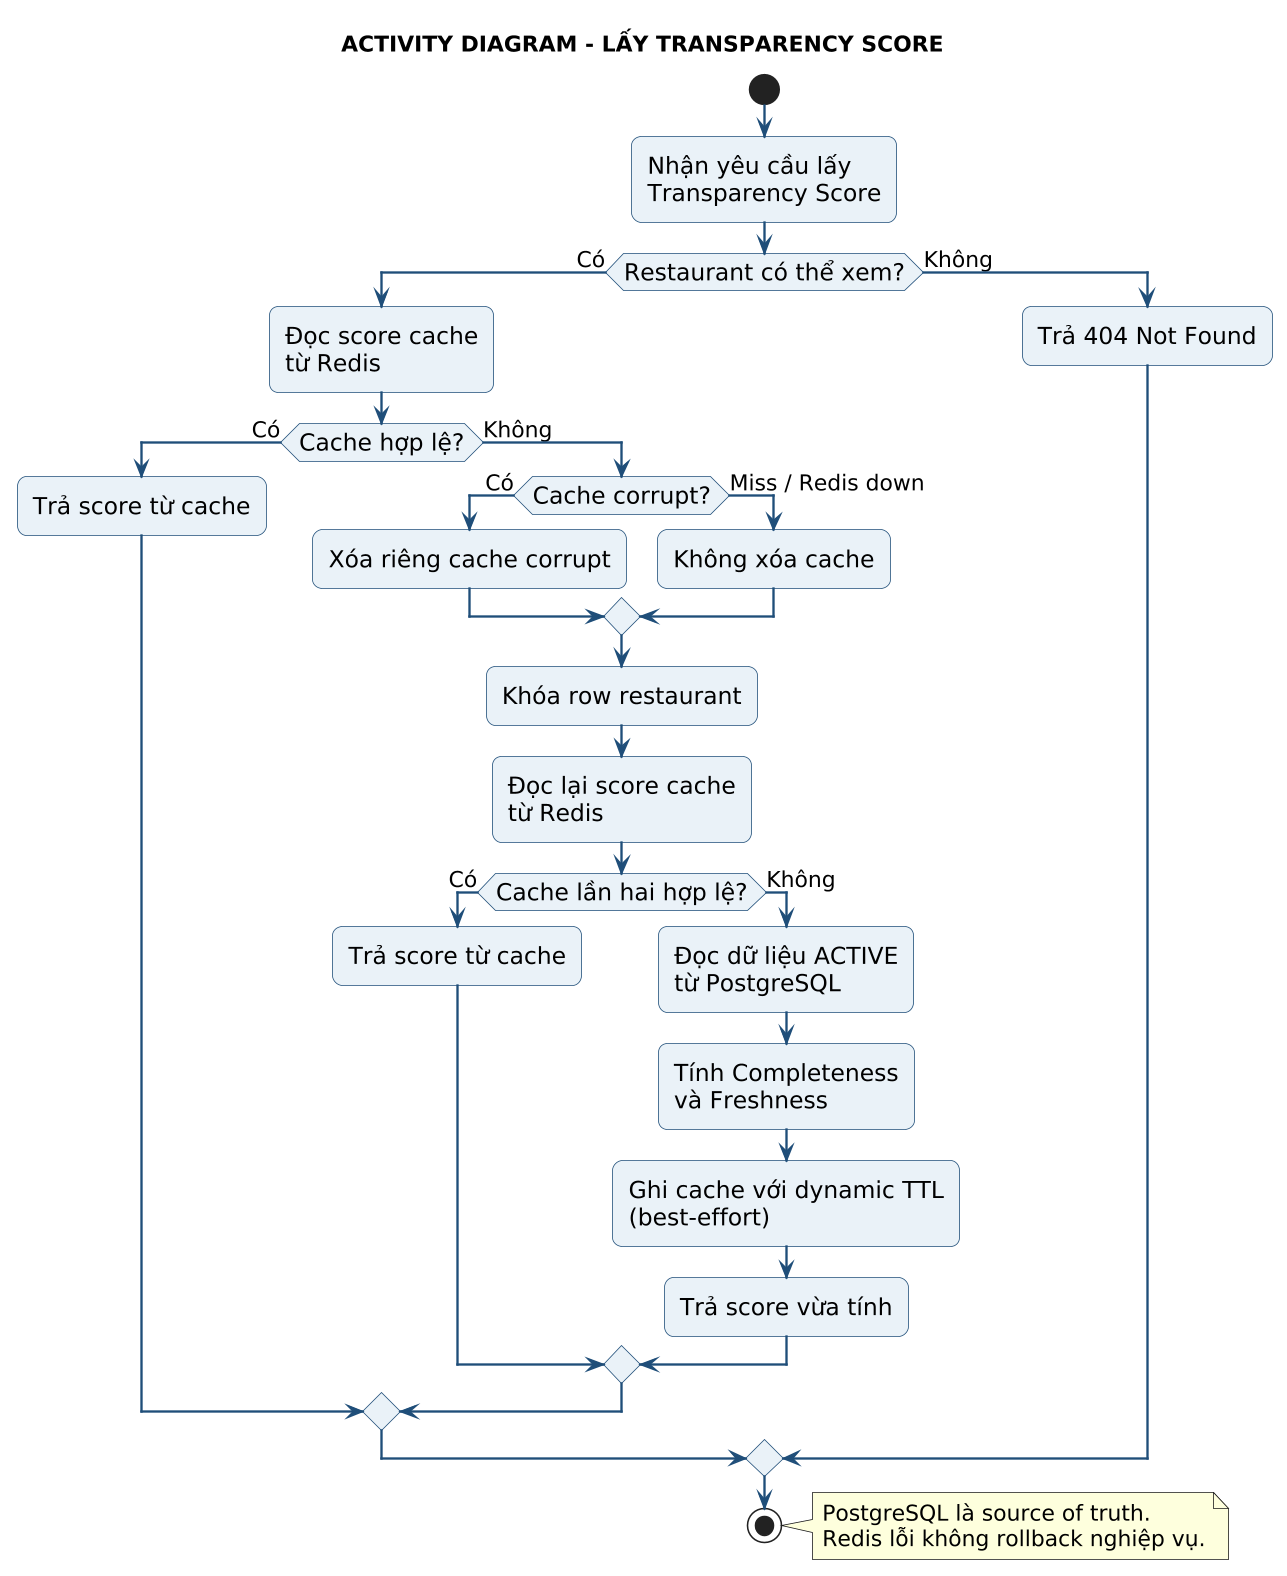 ACTIVITY DIAGRAM - LẤY TRANSPARENCY SCORE
Nhận yêu cầu lấy
Transparency Score
Có
Restaurant có thể xem?
Không
Đọc score cache
từ Redis
Trả 404 Not Found
Có
Cache hợp lệ?
Không
Trả score từ cache
Có
Cache corrupt?
Miss / Redis down
Xóa riêng cache corrupt
Không xóa cache
Khóa row restaurant
Đọc lại score cache
từ Redis
Có
Cache lần hai hợp lệ?
Không
Trả score từ cache
Đọc dữ liệu ACTIVE
từ PostgreSQL
Tính Completeness
và Freshness
Ghi cache với dynamic TTL
(best-effort)
Trả score vừa tính
PostgreSQL là source of truth.
Redis lỗi không rollback nghiệp vụ.